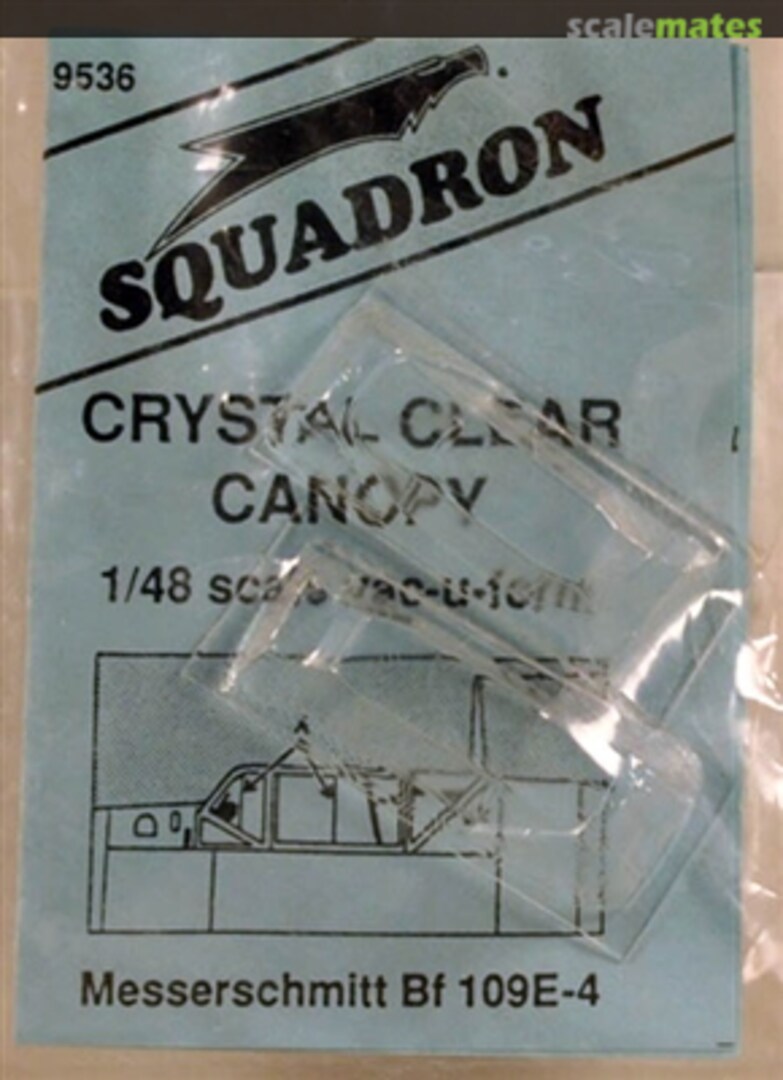 scalemates
9536
SQUADRON
CRYSTAL CLEAR
CANOPY
1/48 scale vac-u-form
A
Messerschmitt Bf 109E-4